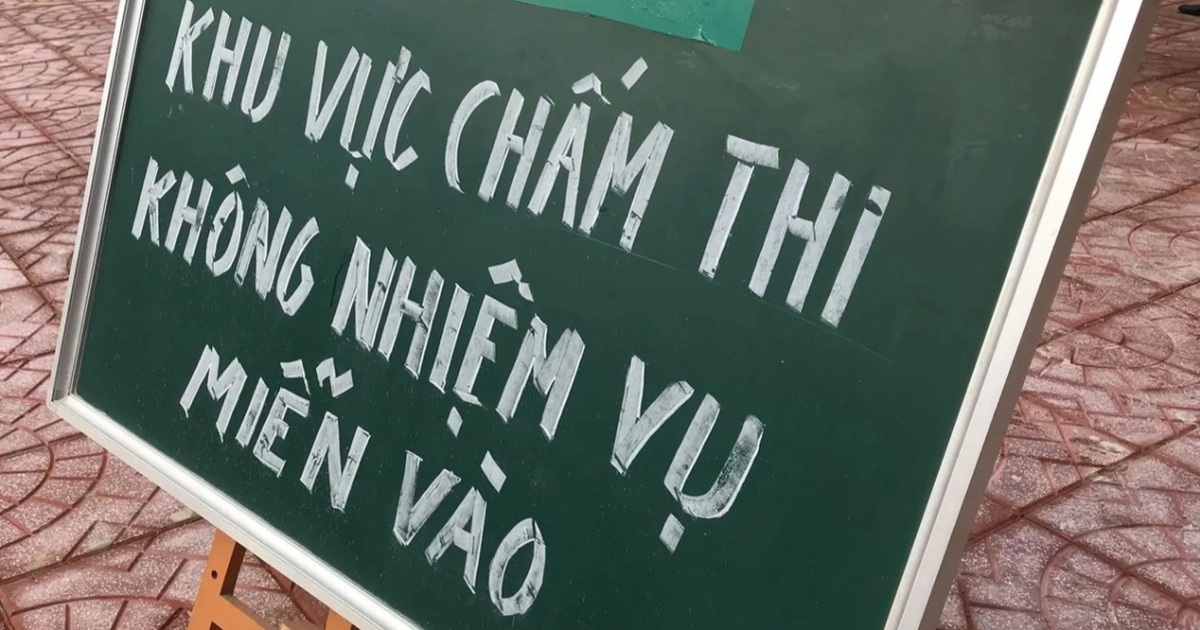 KHU VỰC CHẤM THI
KHÔNG NHIỆM VỤ
MIỄN VÀO